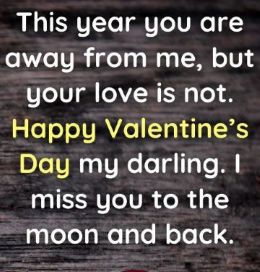 This year you are
away from me, but
your love is not.
Happy Valentine's
Day my darling. I
miss you to the
moon and back.